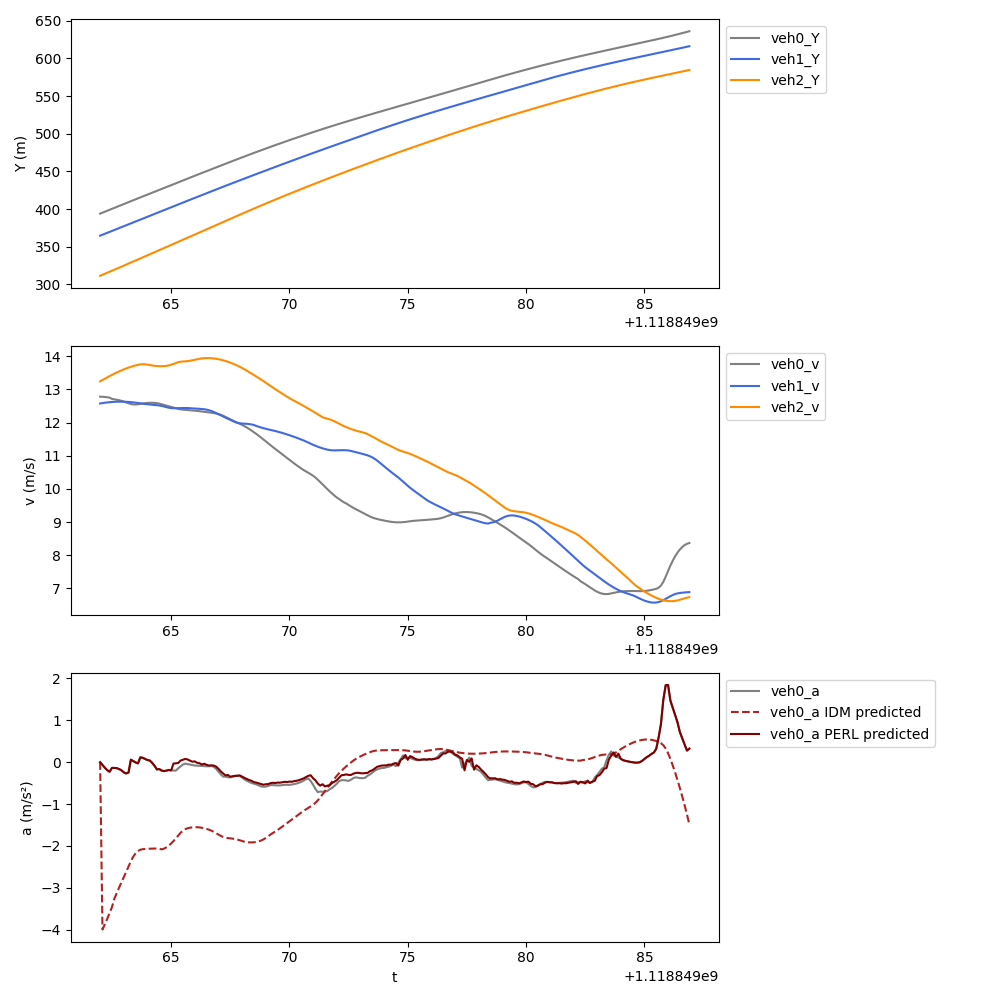 650
600
550
500
450
400
350
300
Y (m)
65
70
75
80
85
+1.118849e9
veh0_Y
veh1_Y
veh2_Y
14
13
12
11
10
9
8
7
v (m/s)
65
70
75
80
85
+1.118849e9
veh0_v
veh1_v
veh2_v
2
1
0
−1
−2
−3
−4
a (m/s²)
65
70
75
80
85
+1.118849e9
t
veh0_a
veh0_a IDM predicted
veh0_a PERL predicted